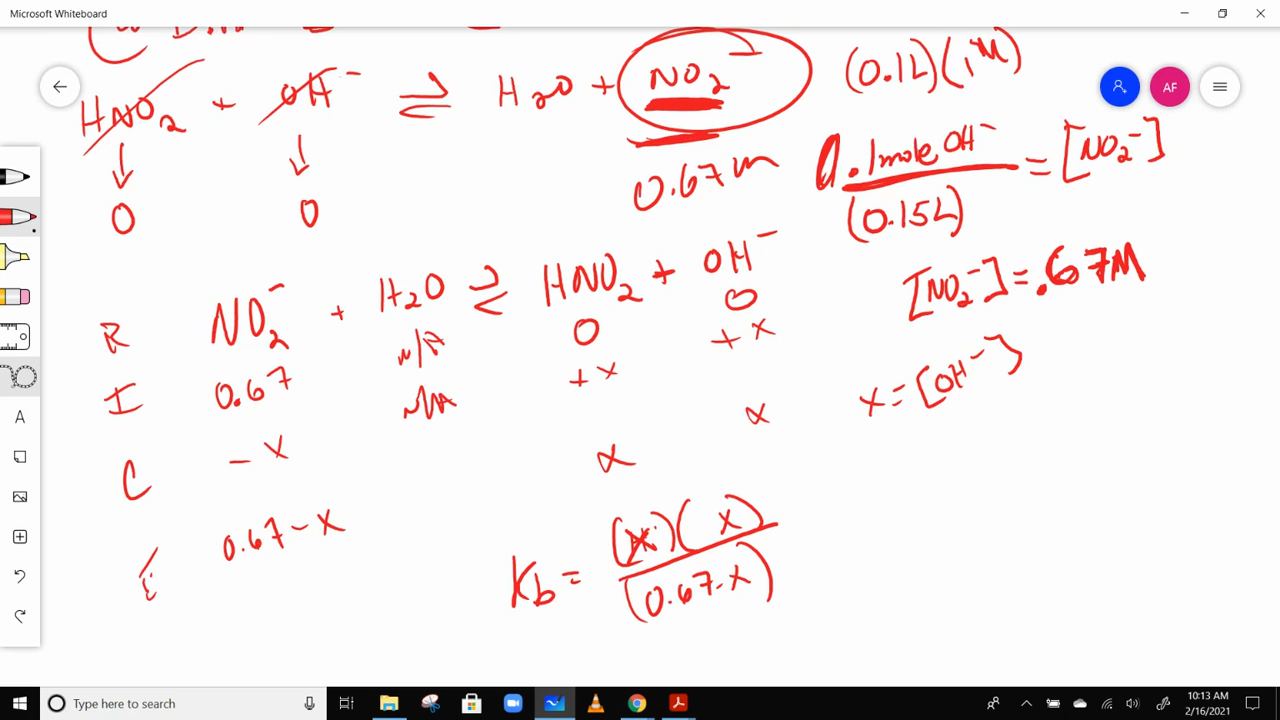 Microsoft Whiteboard
HNO₂ + OH⁻ ⇌ H₂O + NO₂ (0.1L)(1M)
AF
↓ ↓ 0.67m 0.1mole OH⁻ / (0.15L) = [NO₂⁻]
0 0
[NO₂⁻] = .67M
R NO₂⁻ + H₂O ⇌ HNO₂ + OH⁻
I 0.67 N/A 0 0
C -x N/A +x +x
x = [OH⁻]
E 0.67-x x x
Kb = (x)(x) / (0.67-x)
A
Type here to search
10:13 AM
2/16/2021